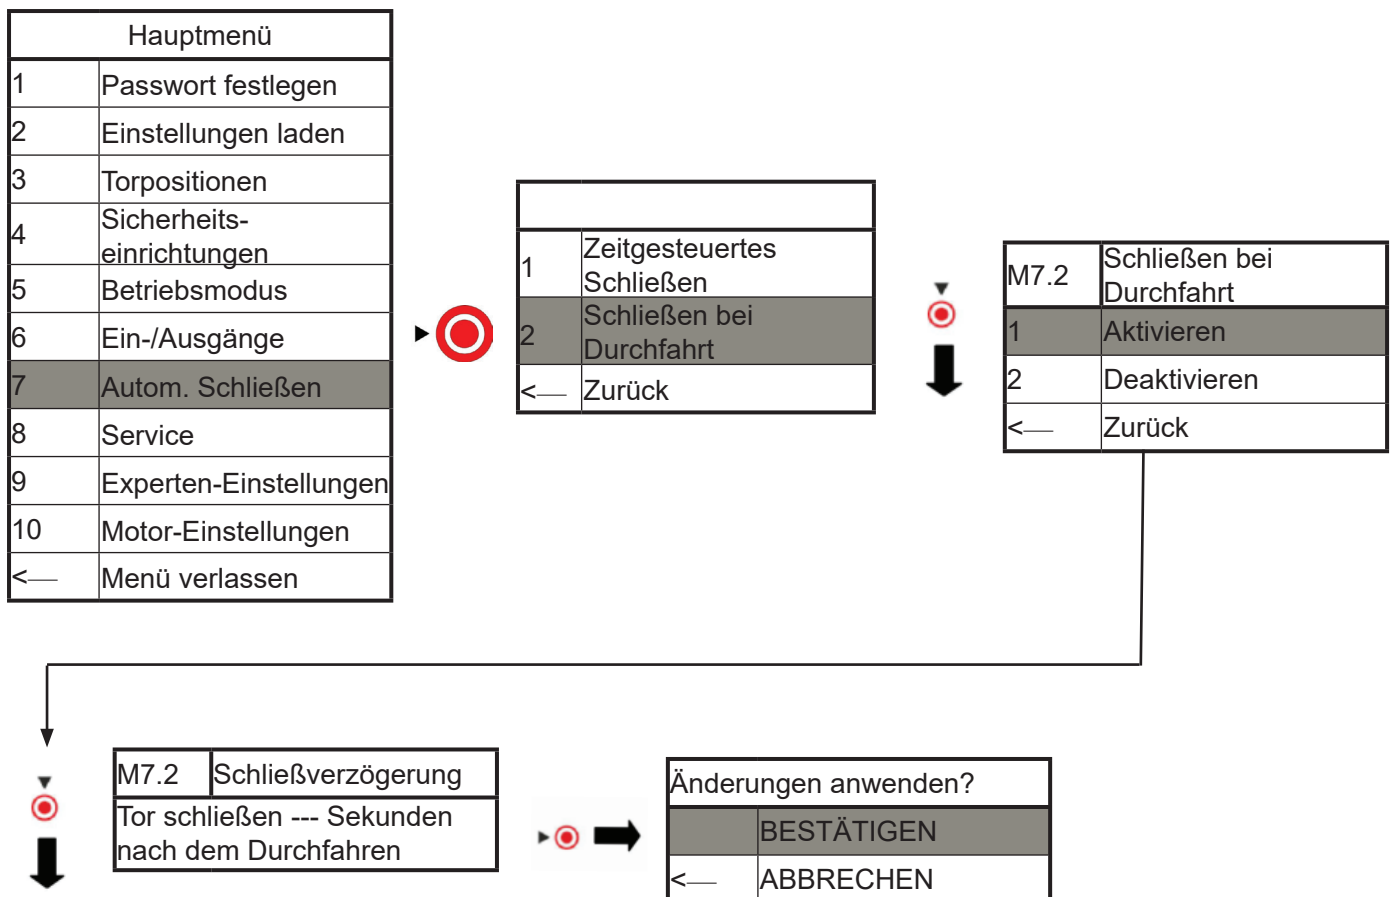 Hauptmenü
1 Passwort festlegen
2 Einstellungen laden
3 Torpositionen
4 Sicherheits-
einrichtungen
5 Betriebsmodus
6 Ein-/Ausgänge
7 Autom. Schließen
8 Service
9 Experten-Einstellungen
10 Motor-Einstellungen
<— Menü verlassen
1 Zeitgesteuertes
Schließen
2 Schließen bei
Durchfahrt
<— Zurück
M7.2 Schließen bei
Durchfahrt
1 Aktivieren
2 Deaktivieren
<— Zurück
M7.2 Schließverzögerung
Tor schließen --- Sekunden
nach dem Durchfahren
Änderungen anwenden?
BESTÄTIGEN
<— ABBRECHEN